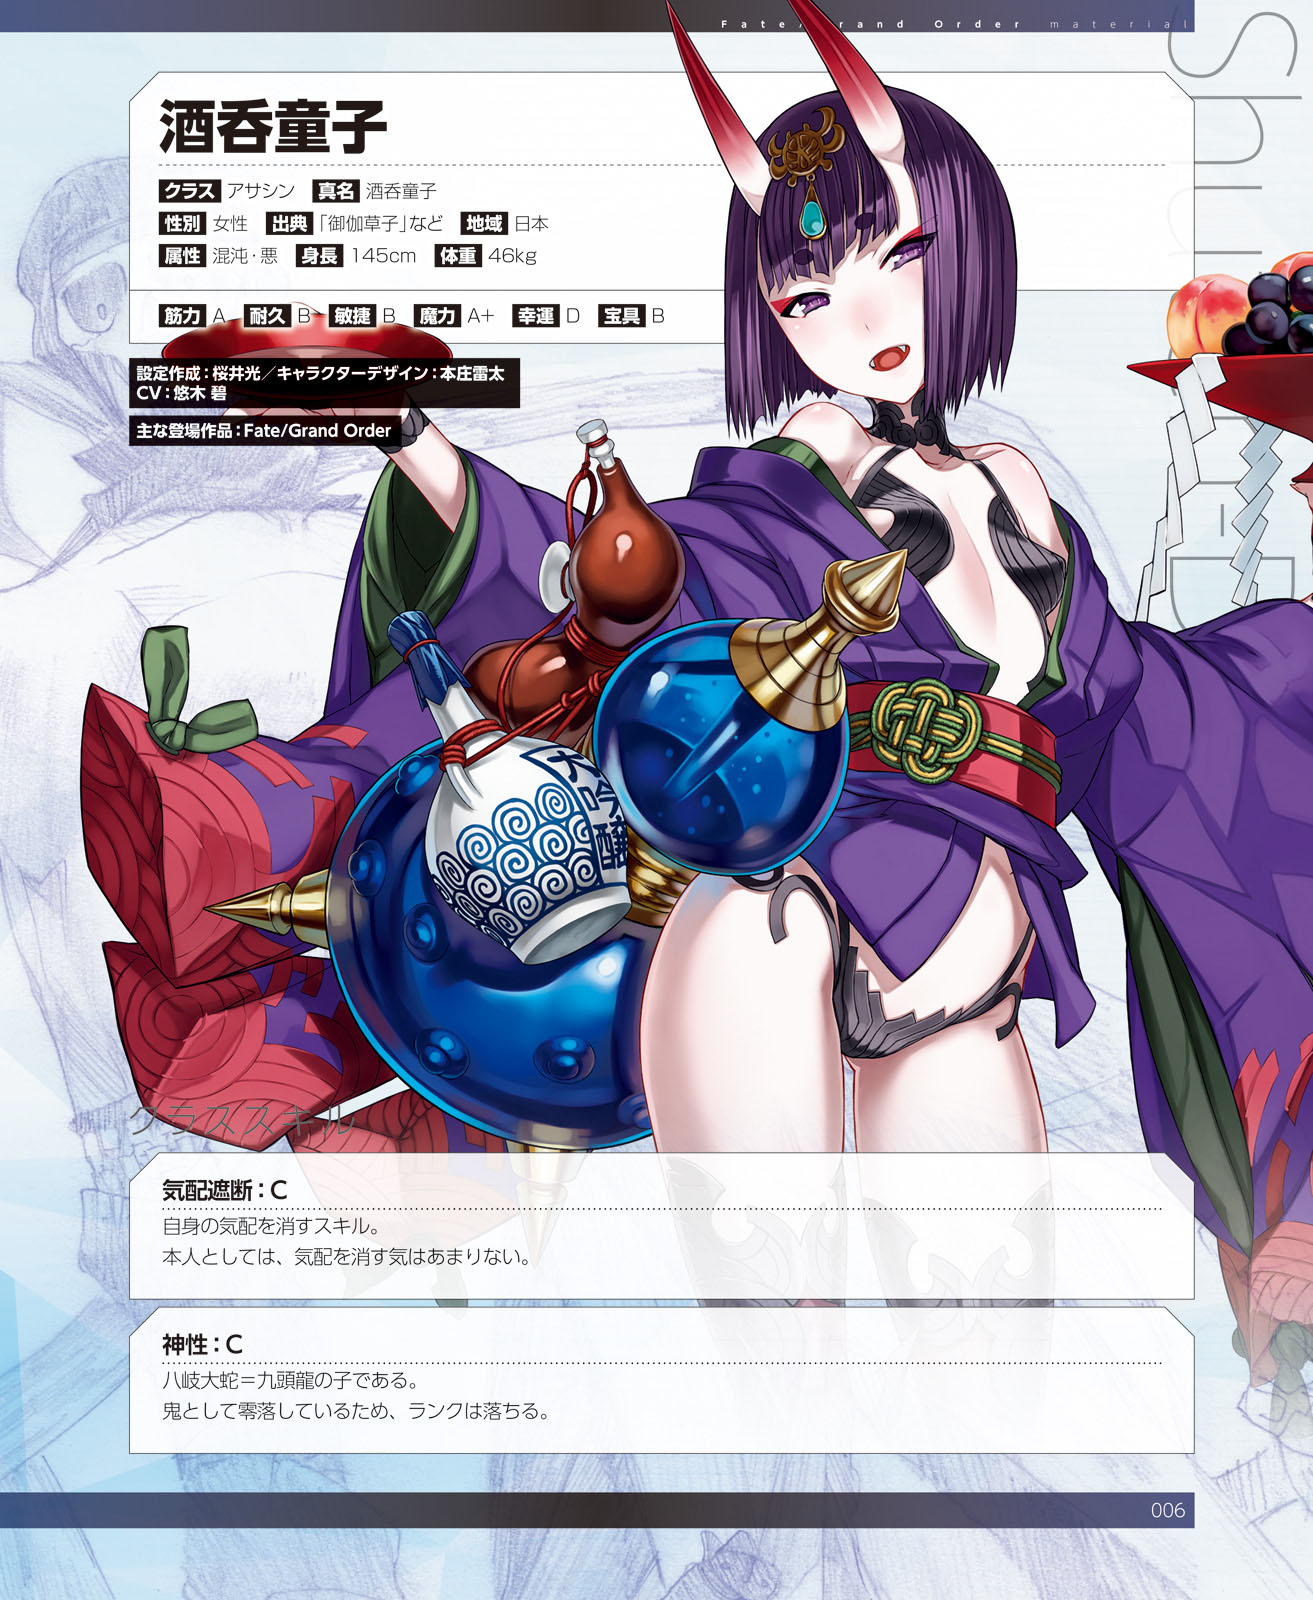 Fate/Grand Order material
酒呑童子
クラス アサシン 真名 酒呑童子
性別 女性 出典 「御伽草子」など 地域 日本
属性 混沌・悪 身長 145cm 体重 46kg
筋力 A 耐久 B 敏捷 B 魔力 A+ 幸運 D 宝具 B
設定作成：桜井光／キャラクターデザイン：本庄雷太
CV：悠木 碧
主な登場作品：Fate/Grand Order
大吟醸
クラススキル
気配遮断：C
自身の気配を消すスキル。
本人としては、気配を消す気はあまりない。
神性：C
八岐大蛇＝九頭龍の子である。
鬼として零落しているため、ランクは落ちる。
006